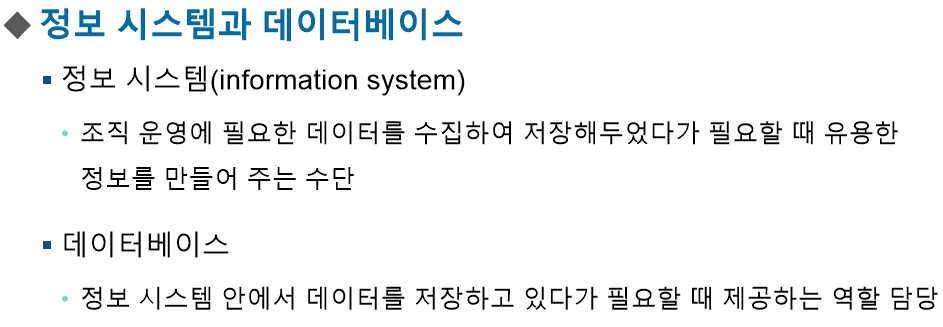 ◆ 정보 시스템과 데이터베이스
▪ 정보 시스템(information system)
• 조직 운영에 필요한 데이터를 수집하여 저장해두었다가 필요할 때 유용한
정보를 만들어 주는 수단
▪ 데이터베이스
• 정보 시스템 안에서 데이터를 저장하고 있다가 필요할 때 제공하는 역할 담당